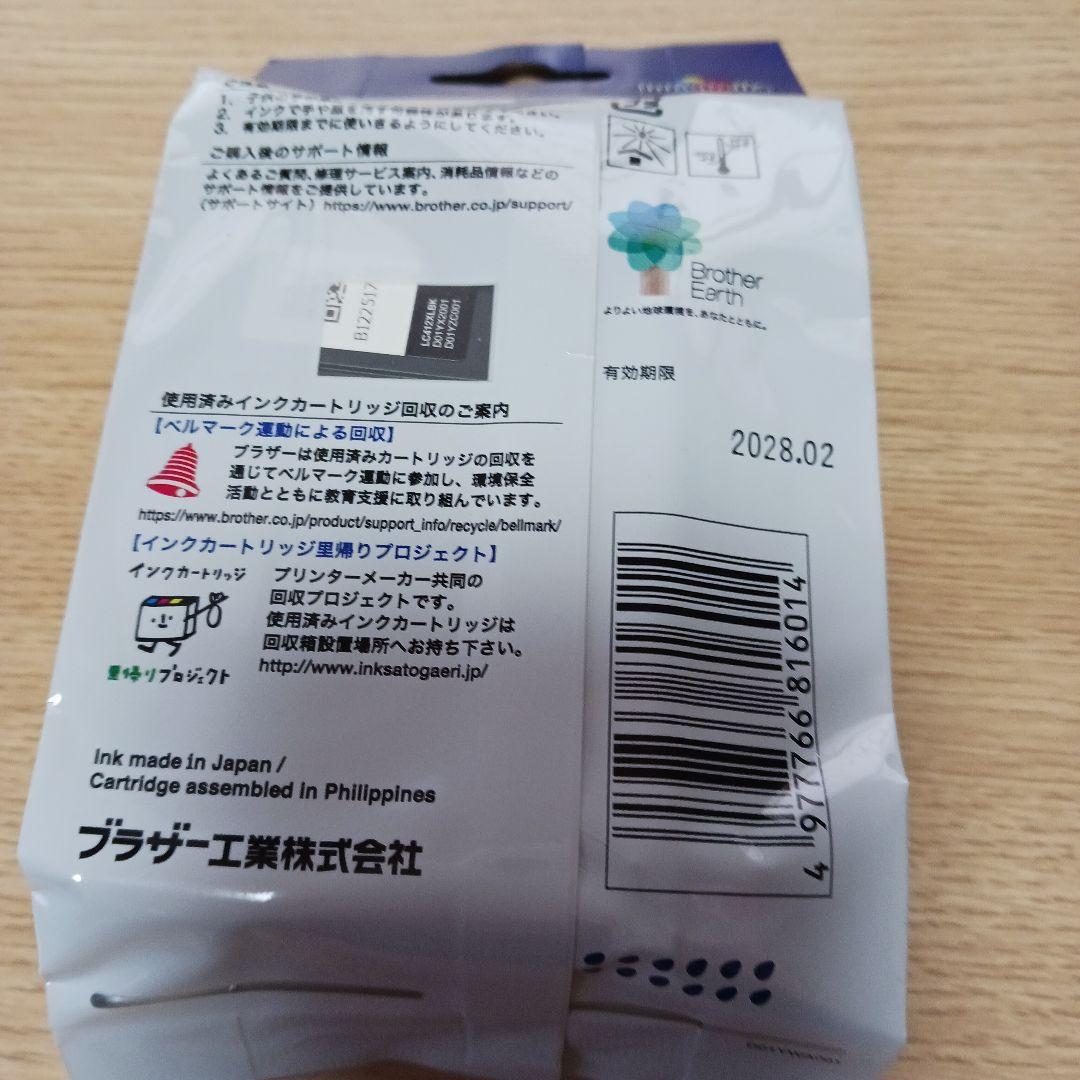 1.
2. インクで手や
3. 有効期限までに使いきるようにしてください。
ご購入後のサポート情報
よくあるご質問、修理サービス案内、消耗品情報などの
サポート情報をご提供しています。
(サポートサイト) https://www.brother.co.jp/support/
B122517
LC412XLBK
D01YX2001
D01YZC001
使用済みインクカートリッジ回収のご案内
【ベルマーク運動による回収】
ブラザーは使用済みカートリッジの回収を
通じてベルマーク運動に参加し、環境保全
活動とともに教育支援に取り組んでいます。
https://www.brother.co.jp/product/support_info/recycle/bellmark/
【インクカートリッジ里帰りプロジェクト】
インクカートリッジ
里帰りプロジェクト
プリンターメーカー共同の
回収プロジェクトです。
使用済みインクカートリッジは
回収箱設置場所へお持ち下さい。
http://www.inksatogaeri.jp/
Ink made in Japan /
Cartridge assembled in Philippines
ブラザー工業株式会社
Brother
Earth
よりよい地球環境を、あなたとともに。
有効期限
2028.02
4 977766 816014